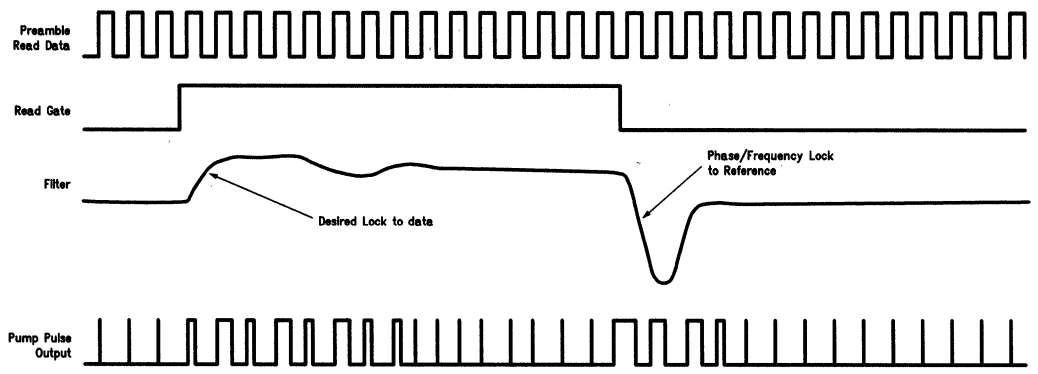 Preamble
Read Data
Read Gate
Phase/Frequency Lock
to Reference
Filter
Desired Lock to data
Pump Pulse
Output